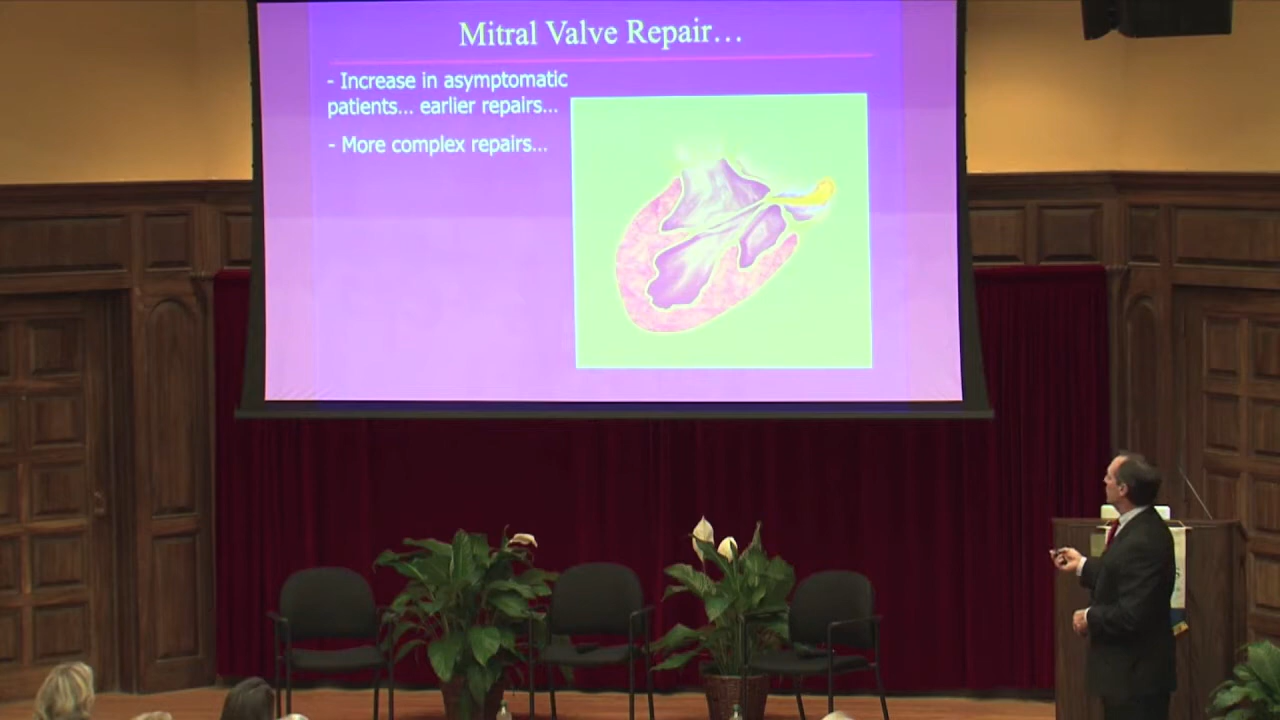 Mitral Valve Repair…
- Increase in asymptomatic
patients… earlier repairs…
- More complex repairs…